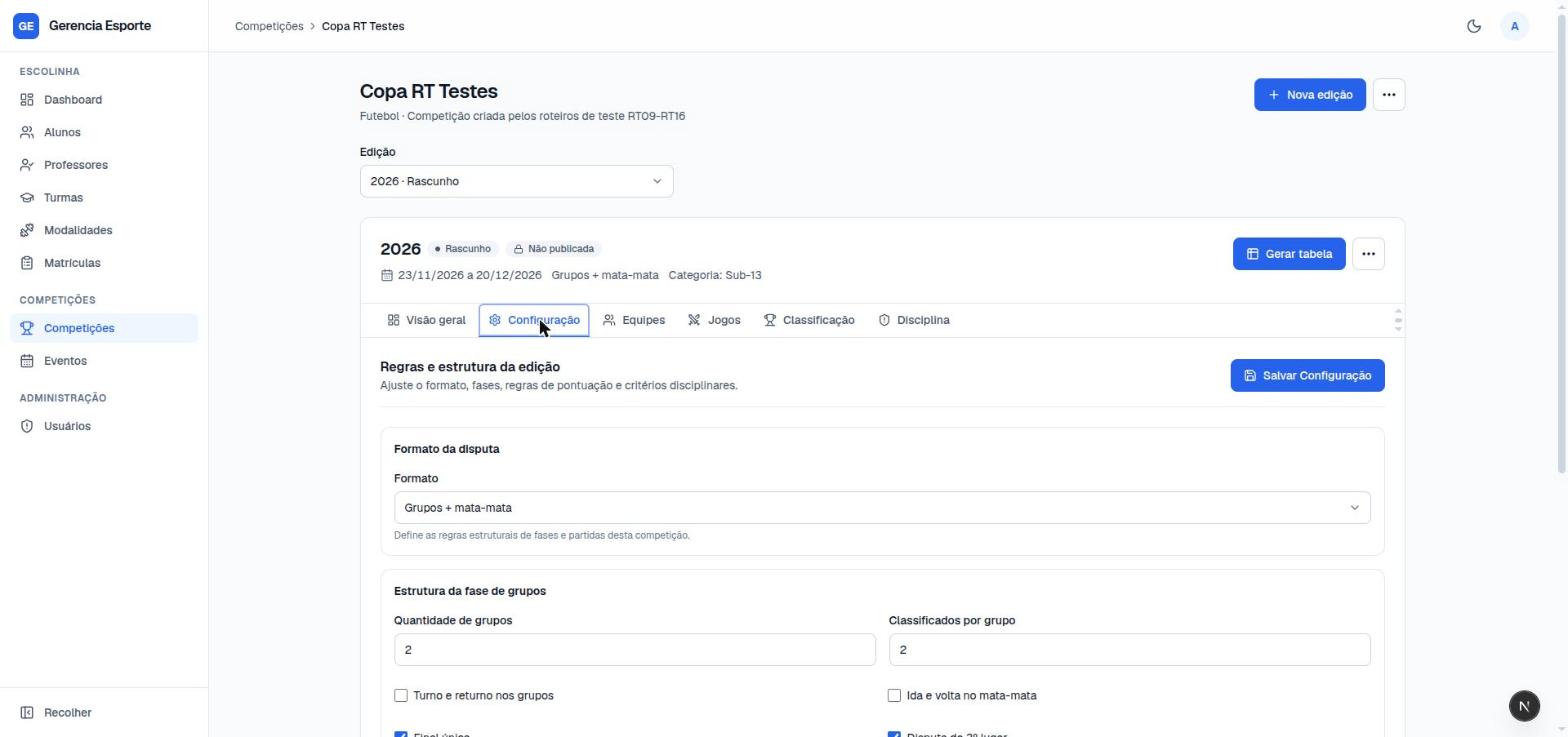 GE Gerencia Esporte
Competições > Copa RT Testes
A
ESCOLINHA
Dashboard
Alunos
Professores
Turmas
Modalidades
Matrículas
COMPETIÇÕES
Competições
Eventos
ADMINISTRAÇÃO
Usuários
Recolher
Copa RT Testes
+ Nova edição
Futebol · Competição criada pelos roteiros de teste RT09-RT16
Edição
2026 · Rascunho
2026 Rascunho Não publicada
Gerar tabela
23/11/2026 a 20/12/2026 Grupos + mata-mata Categoria: Sub-13
Visão geral Configuração Equipes Jogos Classificação Disciplina
Regras e estrutura da edição
Ajuste o formato, fases, regras de pontuação e critérios disciplinares.
Salvar Configuração
Formato da disputa
Formato
Grupos + mata-mata
Define as regras estruturais de fases e partidas desta competição.
Estrutura da fase de grupos
Quantidade de grupos Classificados por grupo
2 2
Turno e returno nos grupos Ida e volta no mata-mata
Final única Disputa de 3º lugar
N